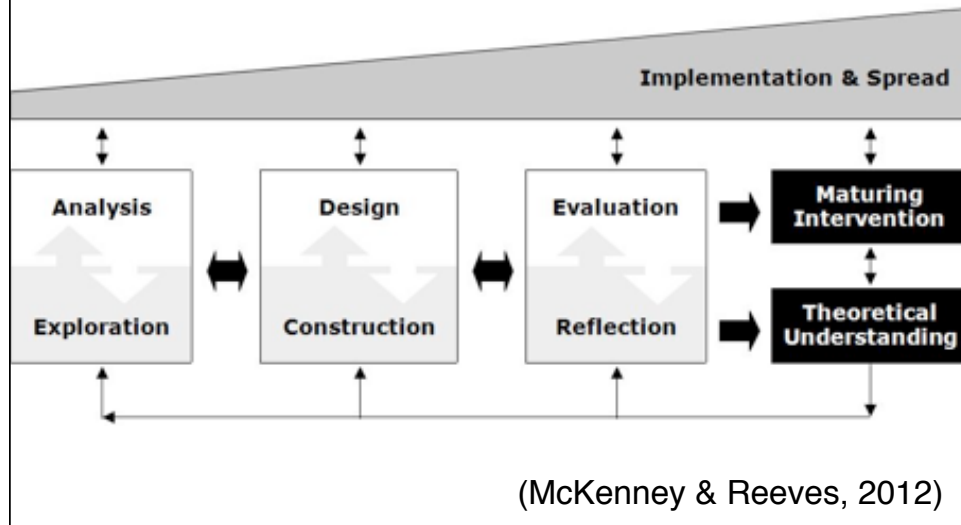 Implementation & Spread
Analysis
Exploration
Design
Construction
Evaluation
Reflection
Maturing
Intervention
Theoretical
Understanding
(McKenney & Reeves, 2012)